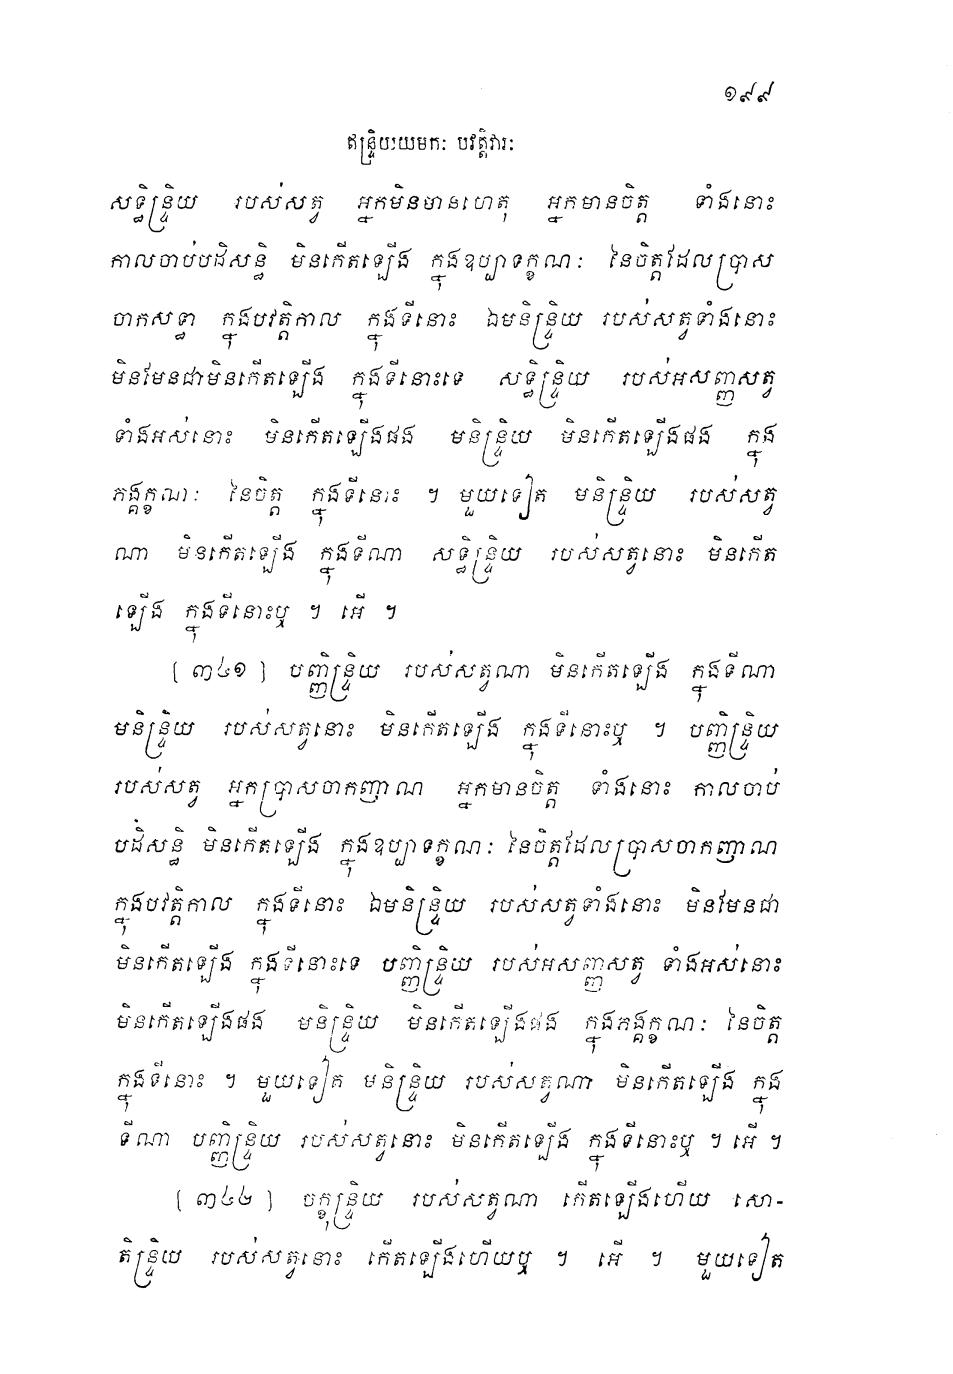 ១៩៩
ឥន្ទ្រិយយមកៈ បវត្តិវារៈ
សទ្ធិន្ទ្រិយ របស់សត្វ អ្នកមិនមានហេតុ អ្នកមានចិត្ត ទាំងនោះ
កាលចាប់បដិសន្ធិ មិនកើតឡើង ក្នុងឧប្បាទក្ខណៈ នៃចិត្តដែលប្រាស
ចាកសទ្ធា ក្នុងបវត្តិកាល ក្នុងទីនោះ ឯមនិន្ទ្រិយ របស់សត្វទាំងនោះ
មិនមែនជាមិនកើតឡើង ក្នុងទីនោះទេ សទ្ធិន្ទ្រិយ របស់អសញ្ញសត្វ
ទាំងអស់នោះ មិនកើតឡើងផង មនិន្ទ្រិយ មិនកើតឡើងផង ក្នុង
ភង្គក្ខណៈ នៃចិត្ត ក្នុងទីនោះ ។ មួយទៀត មនិន្ទ្រិយ របស់សត្វ
ណា មិនកើតឡើង ក្នុងទីណា សទ្ធិន្ទ្រិយ របស់សត្វនោះ មិនកើត
ឡើង ក្នុងទីនោះឬ ។ អើ ។
[ ៣៤១ ] បញ្ញិន្ទ្រិយ របស់សត្វណា មិនកើតឡើង ក្នុងទីណា
មនិន្ទ្រិយ របស់សត្វនោះ មិនកើតឡើង ក្នុងទីនោះឬ ។ បញ្ញិន្ទ្រិយ
របស់សត្វ អ្នកប្រាសចាកញាណ អ្នកមានចិត្ត ទាំងនោះ កាលចាប់
បដិសន្ធិ មិនកើតឡើង ក្នុងឧប្បាទក្ខណៈ នៃចិត្តដែលប្រាសចាកញាណ
ក្នុងបវត្តិកាល ក្នុងទីនោះ ឯមនិន្ទ្រិយ របស់សត្វទាំងនោះ មិនមែនជា
មិនកើតឡើង ក្នុងទីនោះទេ បញ្ញិន្ទ្រិយ របស់អសញ្ញសត្វ ទាំងអស់នោះ
មិនកើតឡើងផង មនិន្ទ្រិយ មិនកើតឡើងផង ក្នុងភង្គក្ខណៈ នៃចិត្ត
ក្នុងទីនោះ ។ មួយទៀត មនិន្ទ្រិយ របស់សត្វណា មិនកើតឡើង ក្នុង
ទីណា បញ្ញិន្ទ្រិយ របស់សត្វនោះ មិនកើតឡើង ក្នុងទីនោះឬ ។ អើ ។
[ ៣៤២ ] ចក្ខុន្ទ្រិយ របស់សត្វណា កើតឡើងហើយ សោ-
តិន្ទ្រិយ របស់សត្វនោះ កើតឡើងហើយឬ ។ អើ ។ មួយទៀត